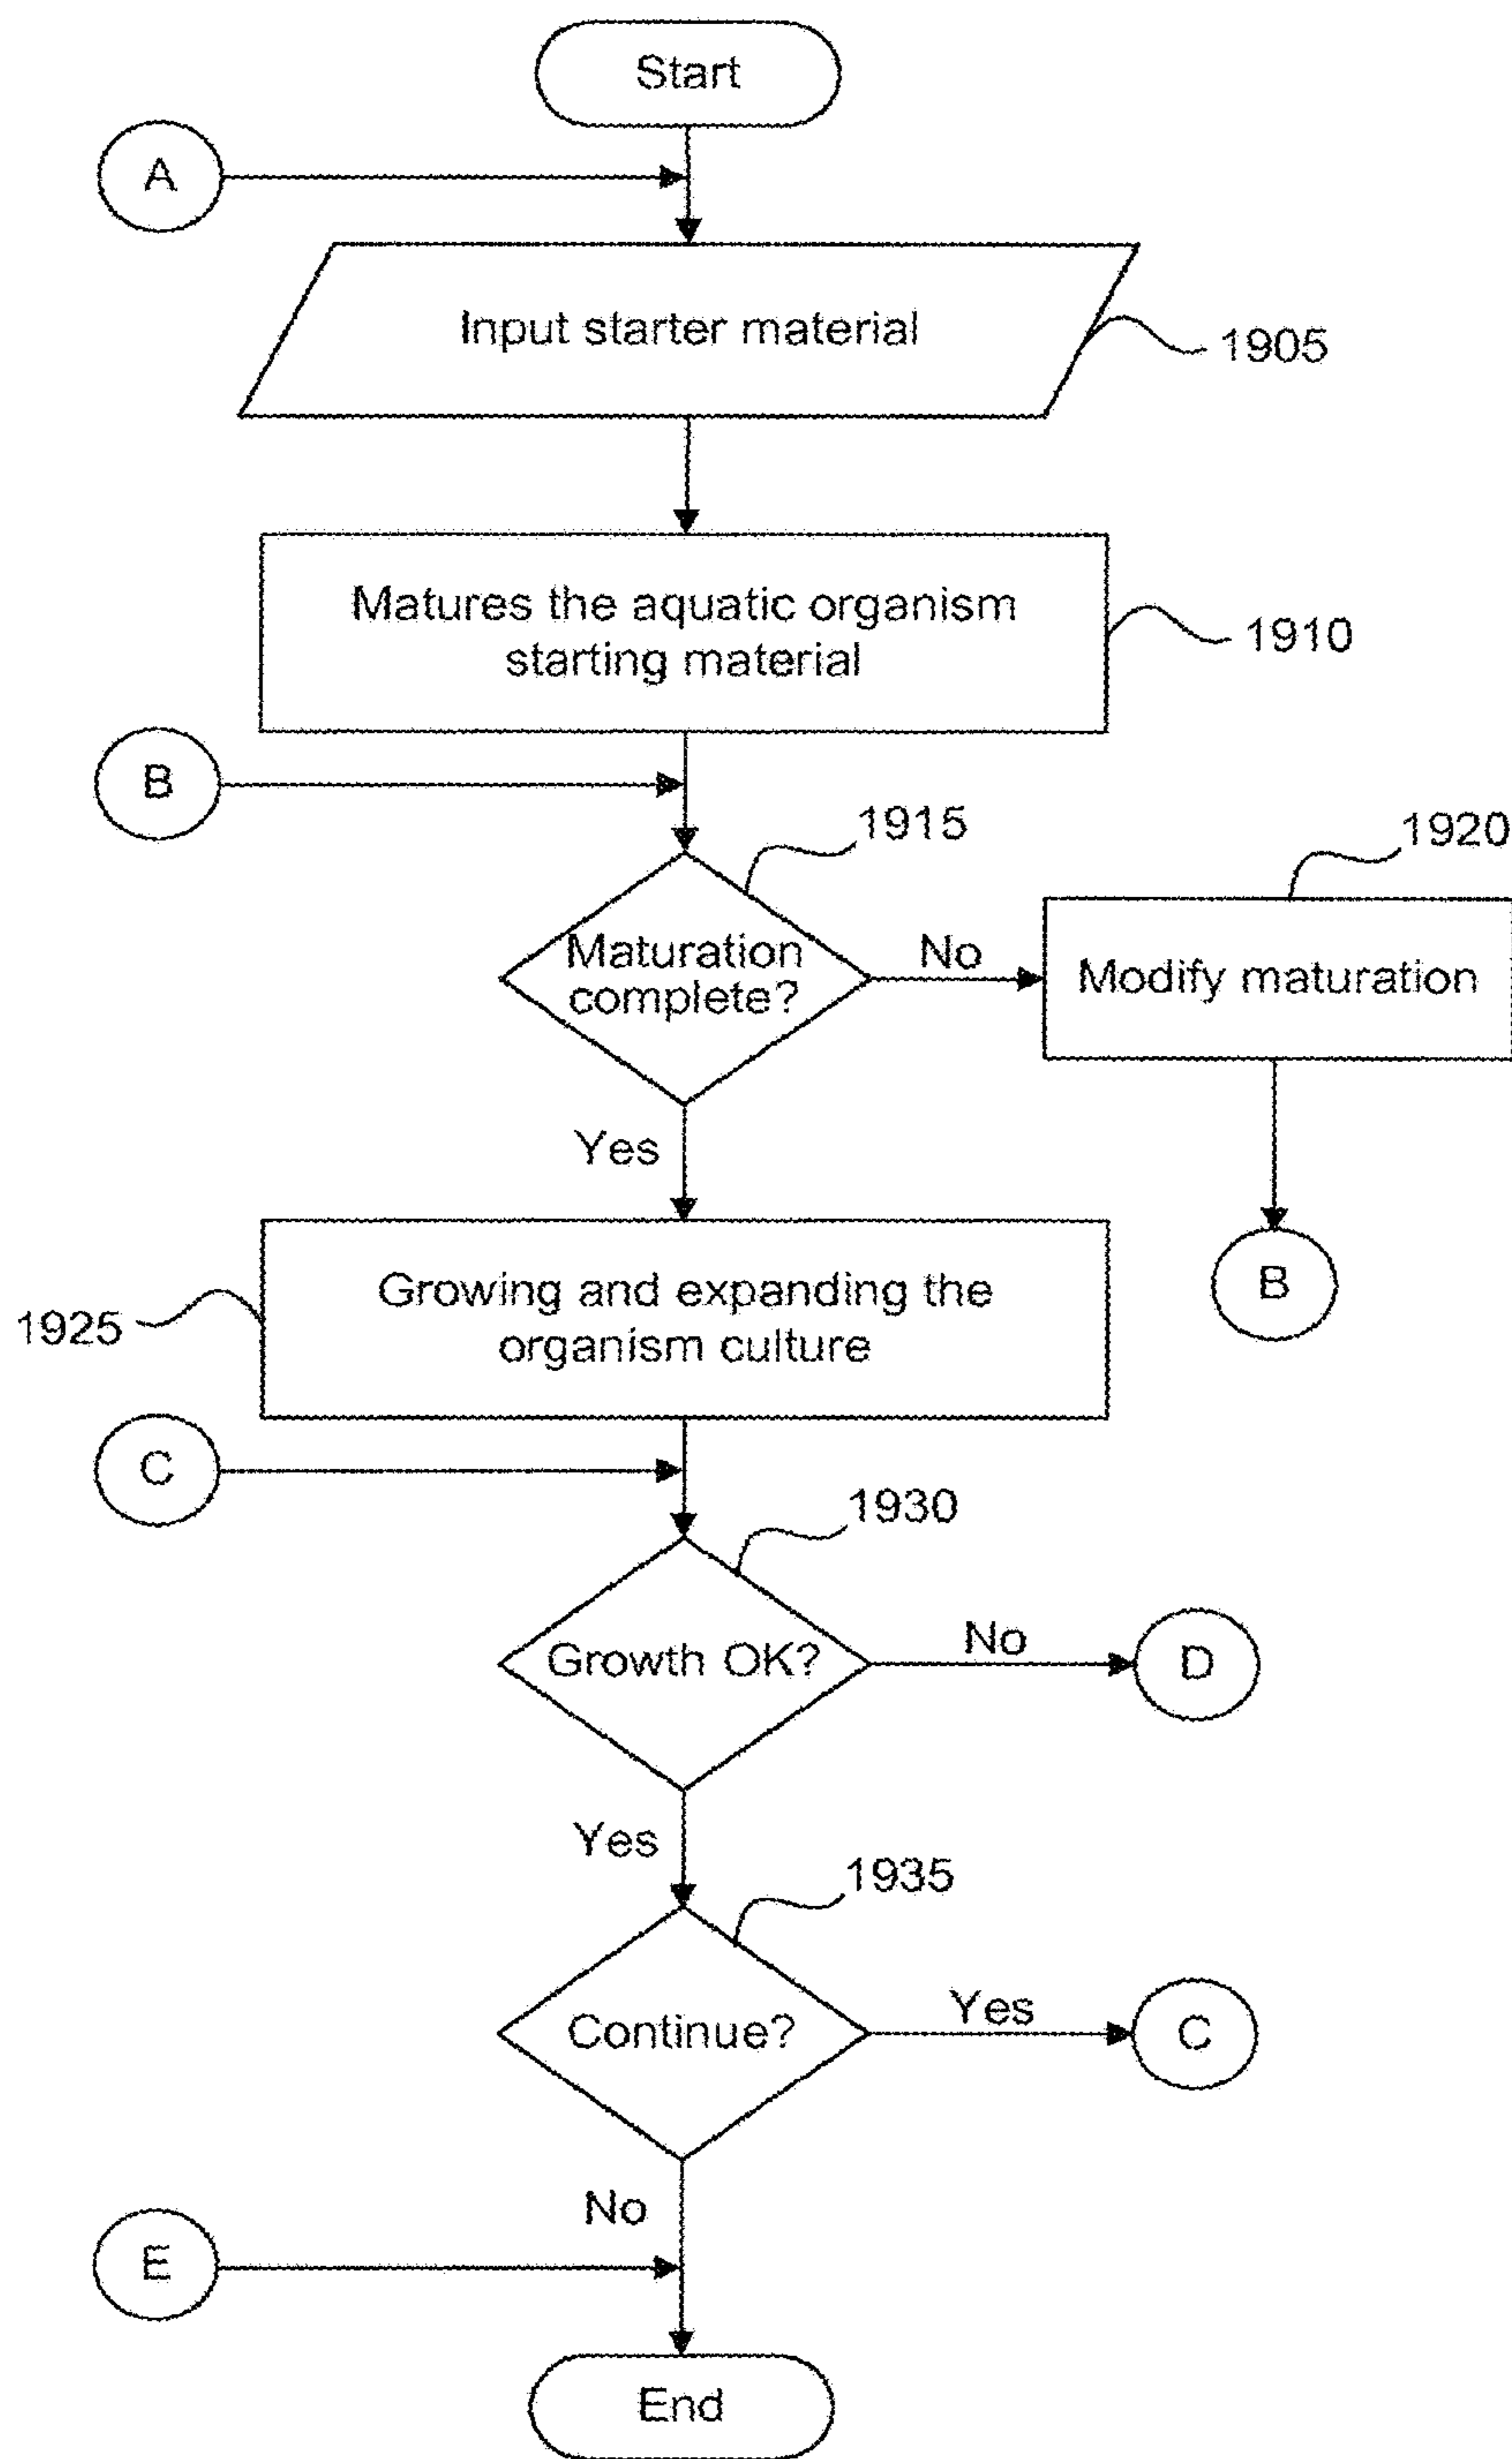 Start
A
Input starter material
1905
Matures the aquatic organism
starting material
1910
B
1915
1920
Maturation
complete?
No
Modify maturation
Yes
Growing and expanding the
organism culture
1925
B
C
1930
Growth OK?
No
D
Yes
1935
Continue?
Yes
C
No
E
End